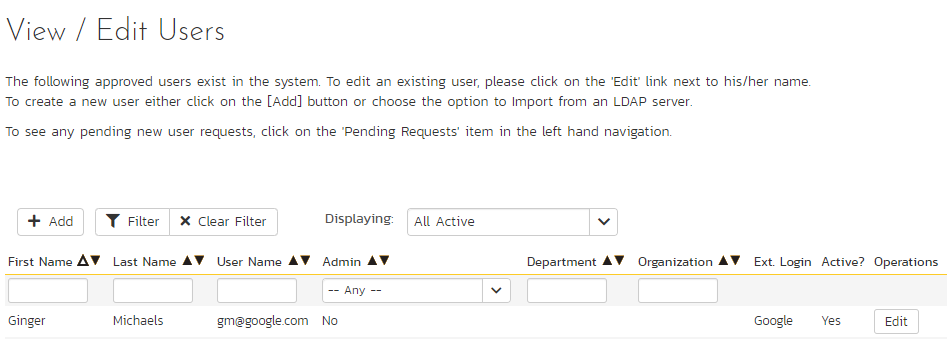 View / Edit Users
The following approved users exist in the system. To edit an existing user, please click on the 'Edit' link next to his/her name.
To create a new user either click on the [Add] button or choose the option to Import from an LDAP server.
To see any pending new user requests, click on the 'Pending Requests' item in the left hand navigation.
Add Filter Clear Filter Displaying: All Active
First Name Last Name User Name Admin Department Organization Ext. Login Active? Operations
-- Any --
Ginger Michaels gm@google.com No Google Yes Edit